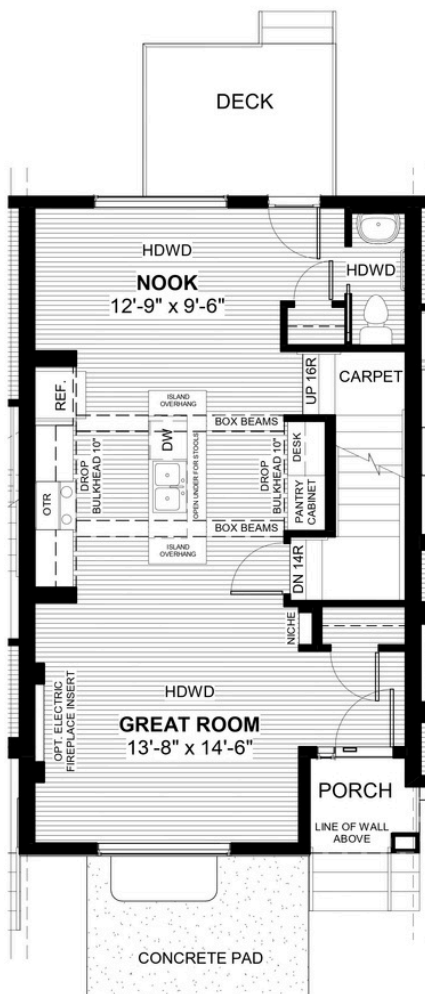 DECK
HDWD
NOOK
12'-9" x 9'-6"
HDWD
REF.
UP 16R
CARPET
ISLAND
OVERHANG
BOX BEAMS
DW
OPEN UNDER FOR STOOLS
DROP
BULKHEAD 10"
DROP
BULKHEAD 10"
DESK
PANTRY
CABINET
OTR
BOX BEAMS
ISLAND
OVERHANG
DN 14R
NICHE
HDWD
GREAT ROOM
13'-8" x 14'-6"
OPT. ELECTRIC
FIREPLACE INSERT
PORCH
LINE OF WALL
ABOVE
CONCRETE PAD